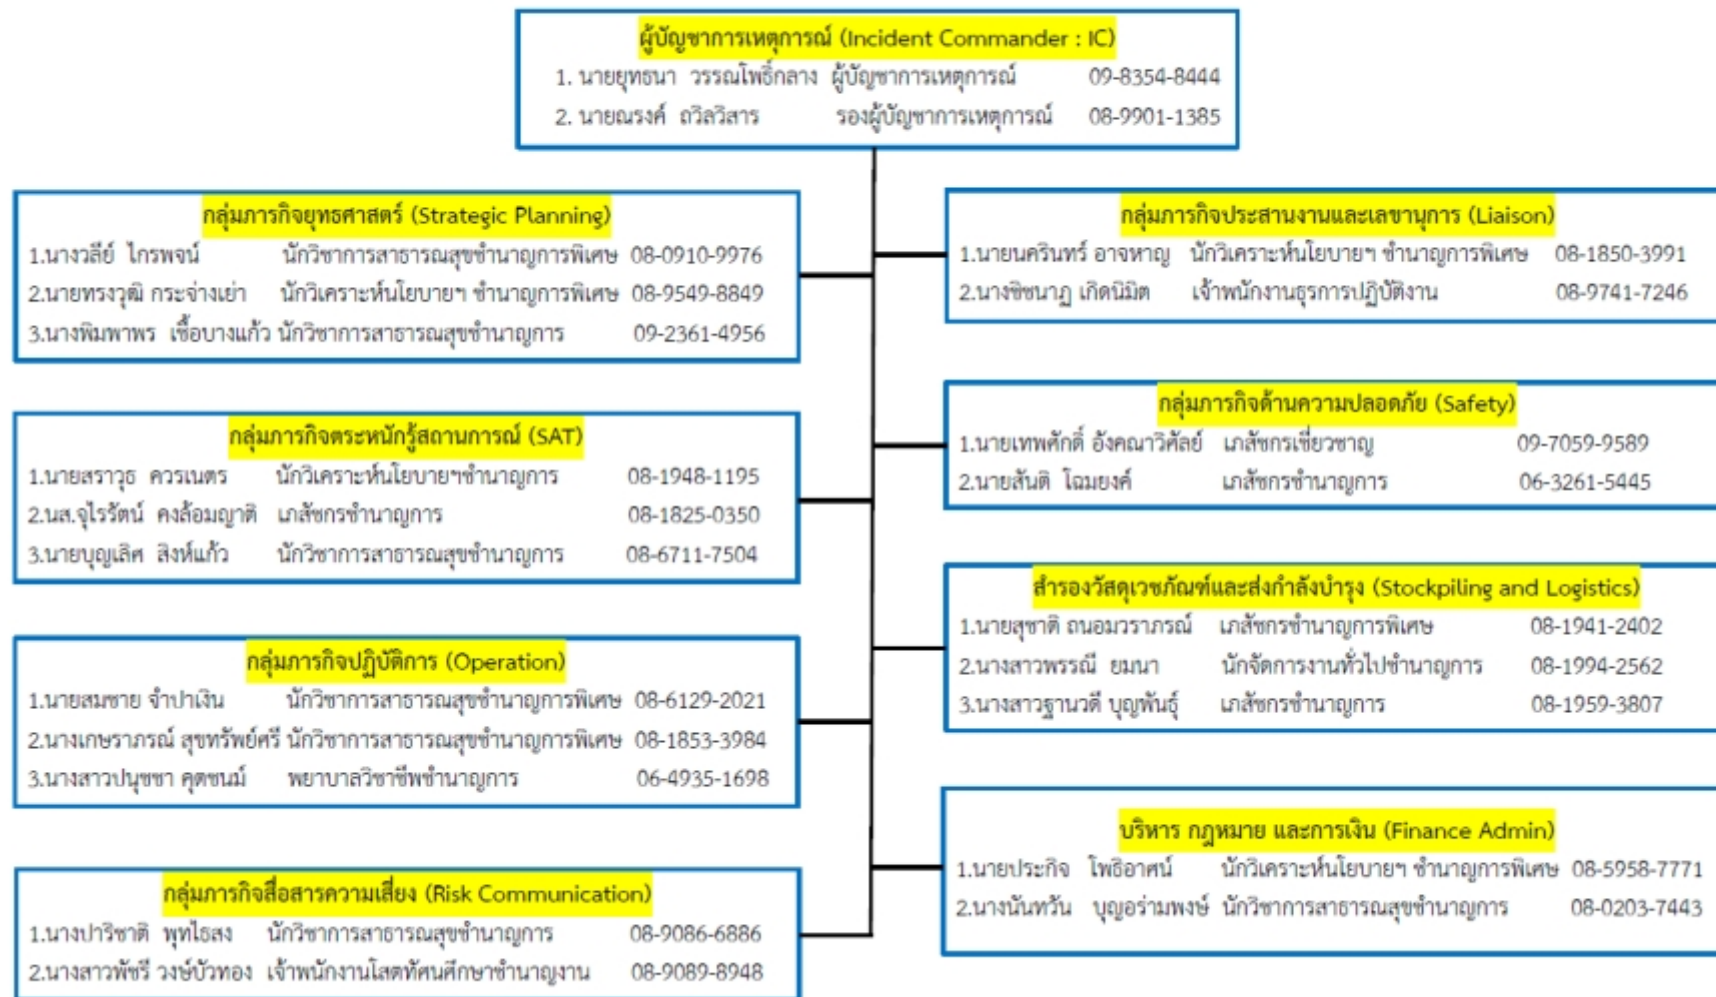 ผู้บัญชาการเหตุการณ์ (Incident Commander : IC)
1. นายยุทธนา วรรณโพธิ์กลาง ผู้บัญชาการเหตุการณ์ 09-8354-8444
2. นายณรงค์ ถวิลวิสาร รองผู้บัญชาการเหตุการณ์ 08-9901-1385
กลุ่มภารกิจยุทธศาสตร์ (Strategic Planning)
1.นางวลีย์ ไกรพจน์ นักวิชาการสาธารณสุขชำนาญการพิเศษ 08-0910-9976
2.นายทรงวุฒิ กระจ่างเย่า นักวิเคราะห์นโยบายฯ ชำนาญการพิเศษ 08-9549-8849
3.นางพิมพาพร เชื้อบางแก้ว นักวิชาการสาธารณสุขชำนาญการ 09-2361-4956
กลุ่มภารกิจตระหนักรู้สถานการณ์ (SAT)
1.นายสราวุธ ควรเนตร นักวิเคราะห์นโยบายฯชำนาญการ 08-1948-1195
2.นส.จุไรรัตน์ คงล้อมญาติ เภสัชกรชำนาญการ 08-1825-0350
3.นายบุญเลิศ สิงห์แก้ว นักวิชาการสาธารณสุขชำนาญการ 08-6711-7504
กลุ่มภารกิจปฏิบัติการ (Operation)
1.นายสมชาย จำปาเงิน นักวิชาการสาธารณสุขชำนาญการพิเศษ 08-6129-2021
2.นางเกษราภรณ์ สุขทรัพย์ศรี นักวิชาการสาธารณสุขชำนาญการพิเศษ 08-1853-3984
3.นางสาวปนุชชา คุตชนม์ พยาบาลวิชาชีพชำนาญการ 06-4935-1698
กลุ่มภารกิจสื่อสารความเสี่ยง (Risk Communication)
1.นางปาริชาติ พุทไธสง นักวิชาการสาธารณสุขชำนาญการ 08-9086-6886
2.นางสาวพัชรี วงษ์บัวทอง เจ้าพนักงานโสตทัศนศึกษาชำนาญงาน 08-9089-8948
กลุ่มภารกิจประสานงานและเลขานุการ (Liaison)
1.นายนครินทร์ อาจหาญ นักวิเคราะห์นโยบายฯ ชำนาญการพิเศษ 08-1850-3991
2.นางชิชนาฏ เกิดนิมิต เจ้าพนักงานธุรการปฏิบัติงาน 08-9741-7246
กลุ่มภารกิจด้านความปลอดภัย (Safety)
1.นายเทพศักดิ์ อังคณาวิศัลย์ เภสัชกรเชี่ยวชาญ 09-7059-9589
2.นายสันติ โฉมยงค์ เภสัชกรชำนาญการ 06-3261-5445
สำรองวัสดุเวชภัณฑ์และส่งกำลังบำรุง (Stockpiling and Logistics)
1.นายสุชาติ ถนอมวราภรณ์ เภสัชกรชำนาญการพิเศษ 08-1941-2402
2.นางสาวพรรณี ยมนา นักจัดการงานทั่วไปชำนาญการ 08-1994-2562
3.นางสาวฐานวดี บุญพันธุ์ เภสัชกรชำนาญการ 08-1959-3807
บริหาร กฎหมาย และการเงิน (Finance Admin)
1.นายประกิจ โพธิอาศน์ นักวิเคราะห์นโยบายฯ ชำนาญการพิเศษ 08-5958-7771
2.นางนันทวัน บุญอร่ามพงษ์ นักวิชาการสาธารณสุขชำนาญการ 08-0203-7443